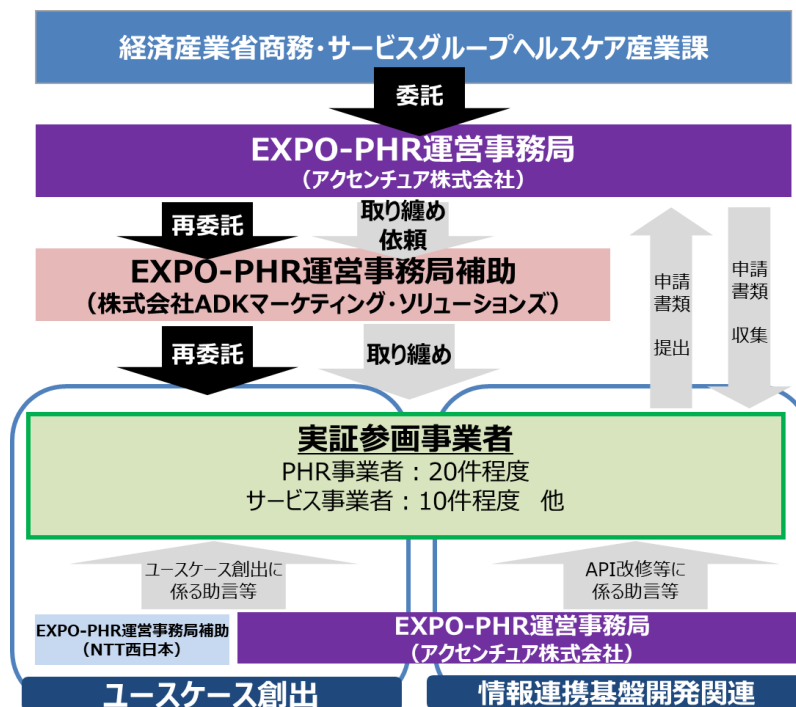 経済産業省商務・サービスグループヘルスケア産業課
委託
EXPO-PHR運営事務局
（アクセンチュア株式会社）
再委託
取り纏め
依頼
EXPO-PHR運営事務局補助
（株式会社ADKマーケティング・ソリューションズ）
再委託
取り纏め
申請
書類
提出
申請
書類
収集
実証参画事業者
PHR事業者：20件程度
サービス事業者：10件程度 他
ユースケース創出に
係る助言等
API改修等に
係る助言等
EXPO-PHR運営事務局補助
（NTT西日本）
EXPO-PHR運営事務局
（アクセンチュア株式会社）
ユースケース創出
情報連携基盤開発関連